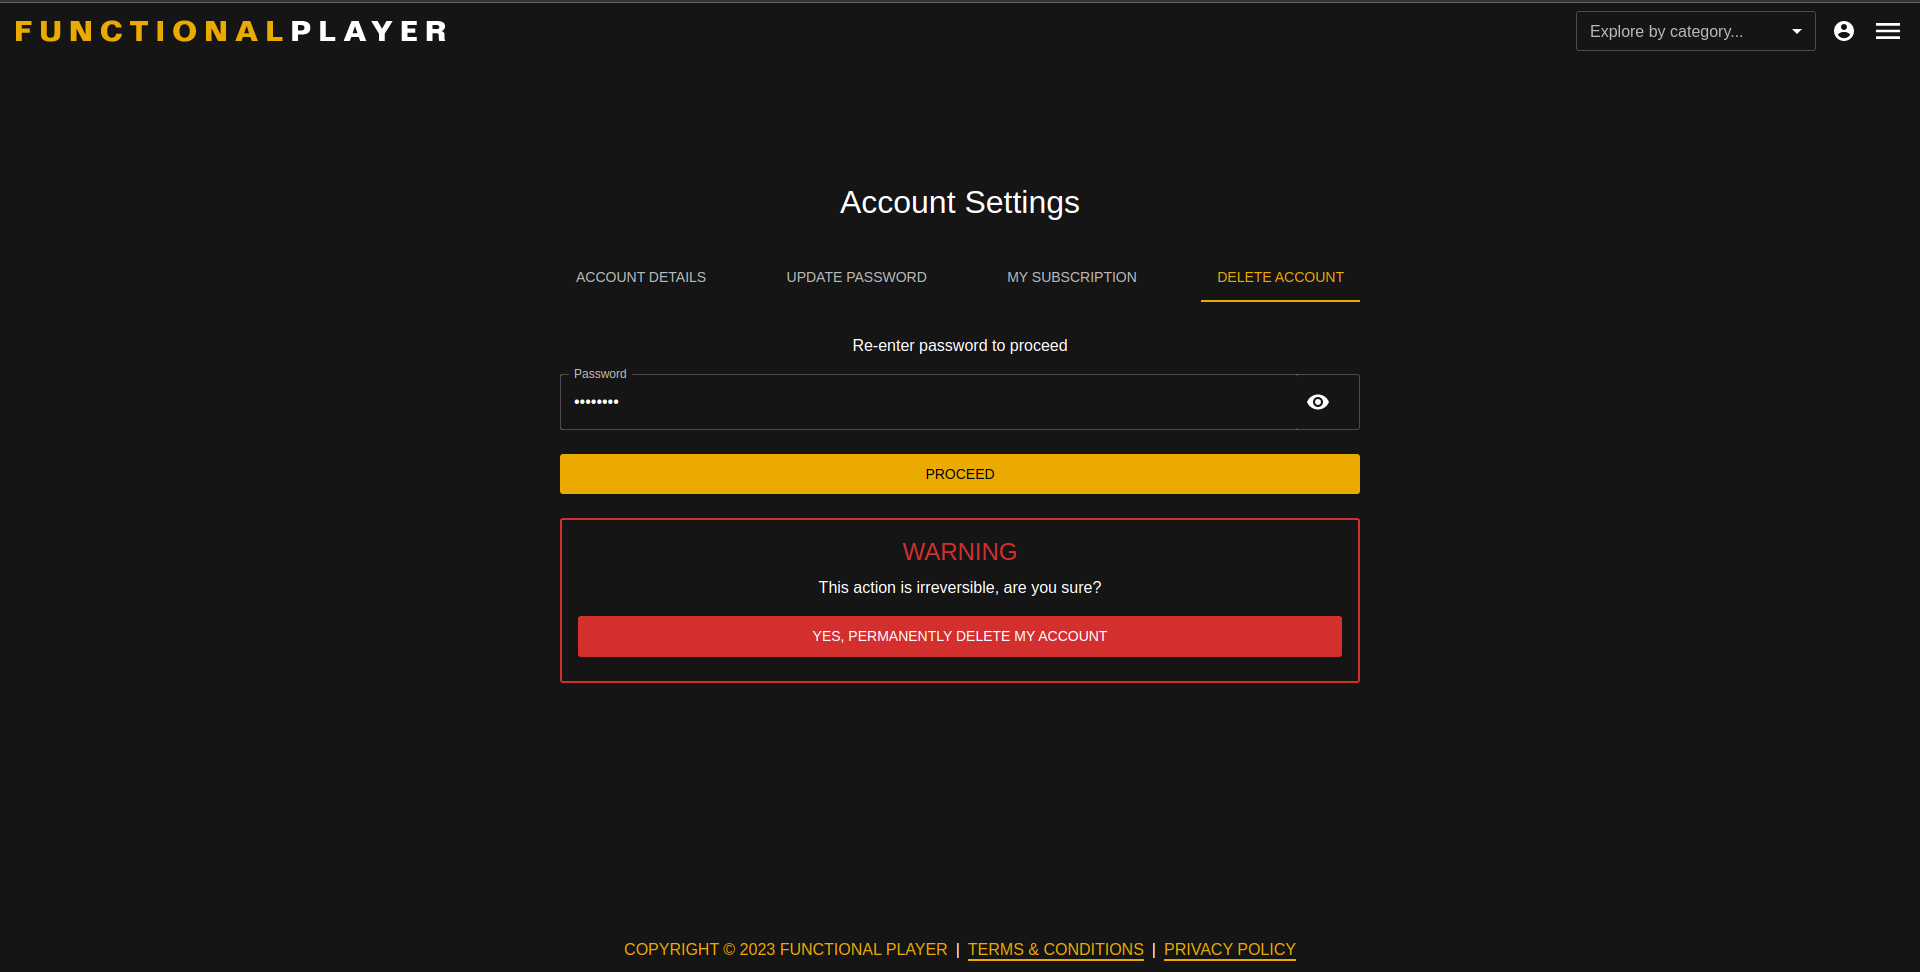 FUNCTIONALPLAYER
Explore by category...
Account Settings
ACCOUNT DETAILS
UPDATE PASSWORD
MY SUBSCRIPTION
DELETE ACCOUNT
Re-enter password to proceed
Password
••••••••
PROCEED
WARNING
This action is irreversible, are you sure?
YES, PERMANENTLY DELETE MY ACCOUNT
COPYRIGHT © 2023 FUNCTIONAL PLAYER | TERMS & CONDITIONS | PRIVACY POLICY